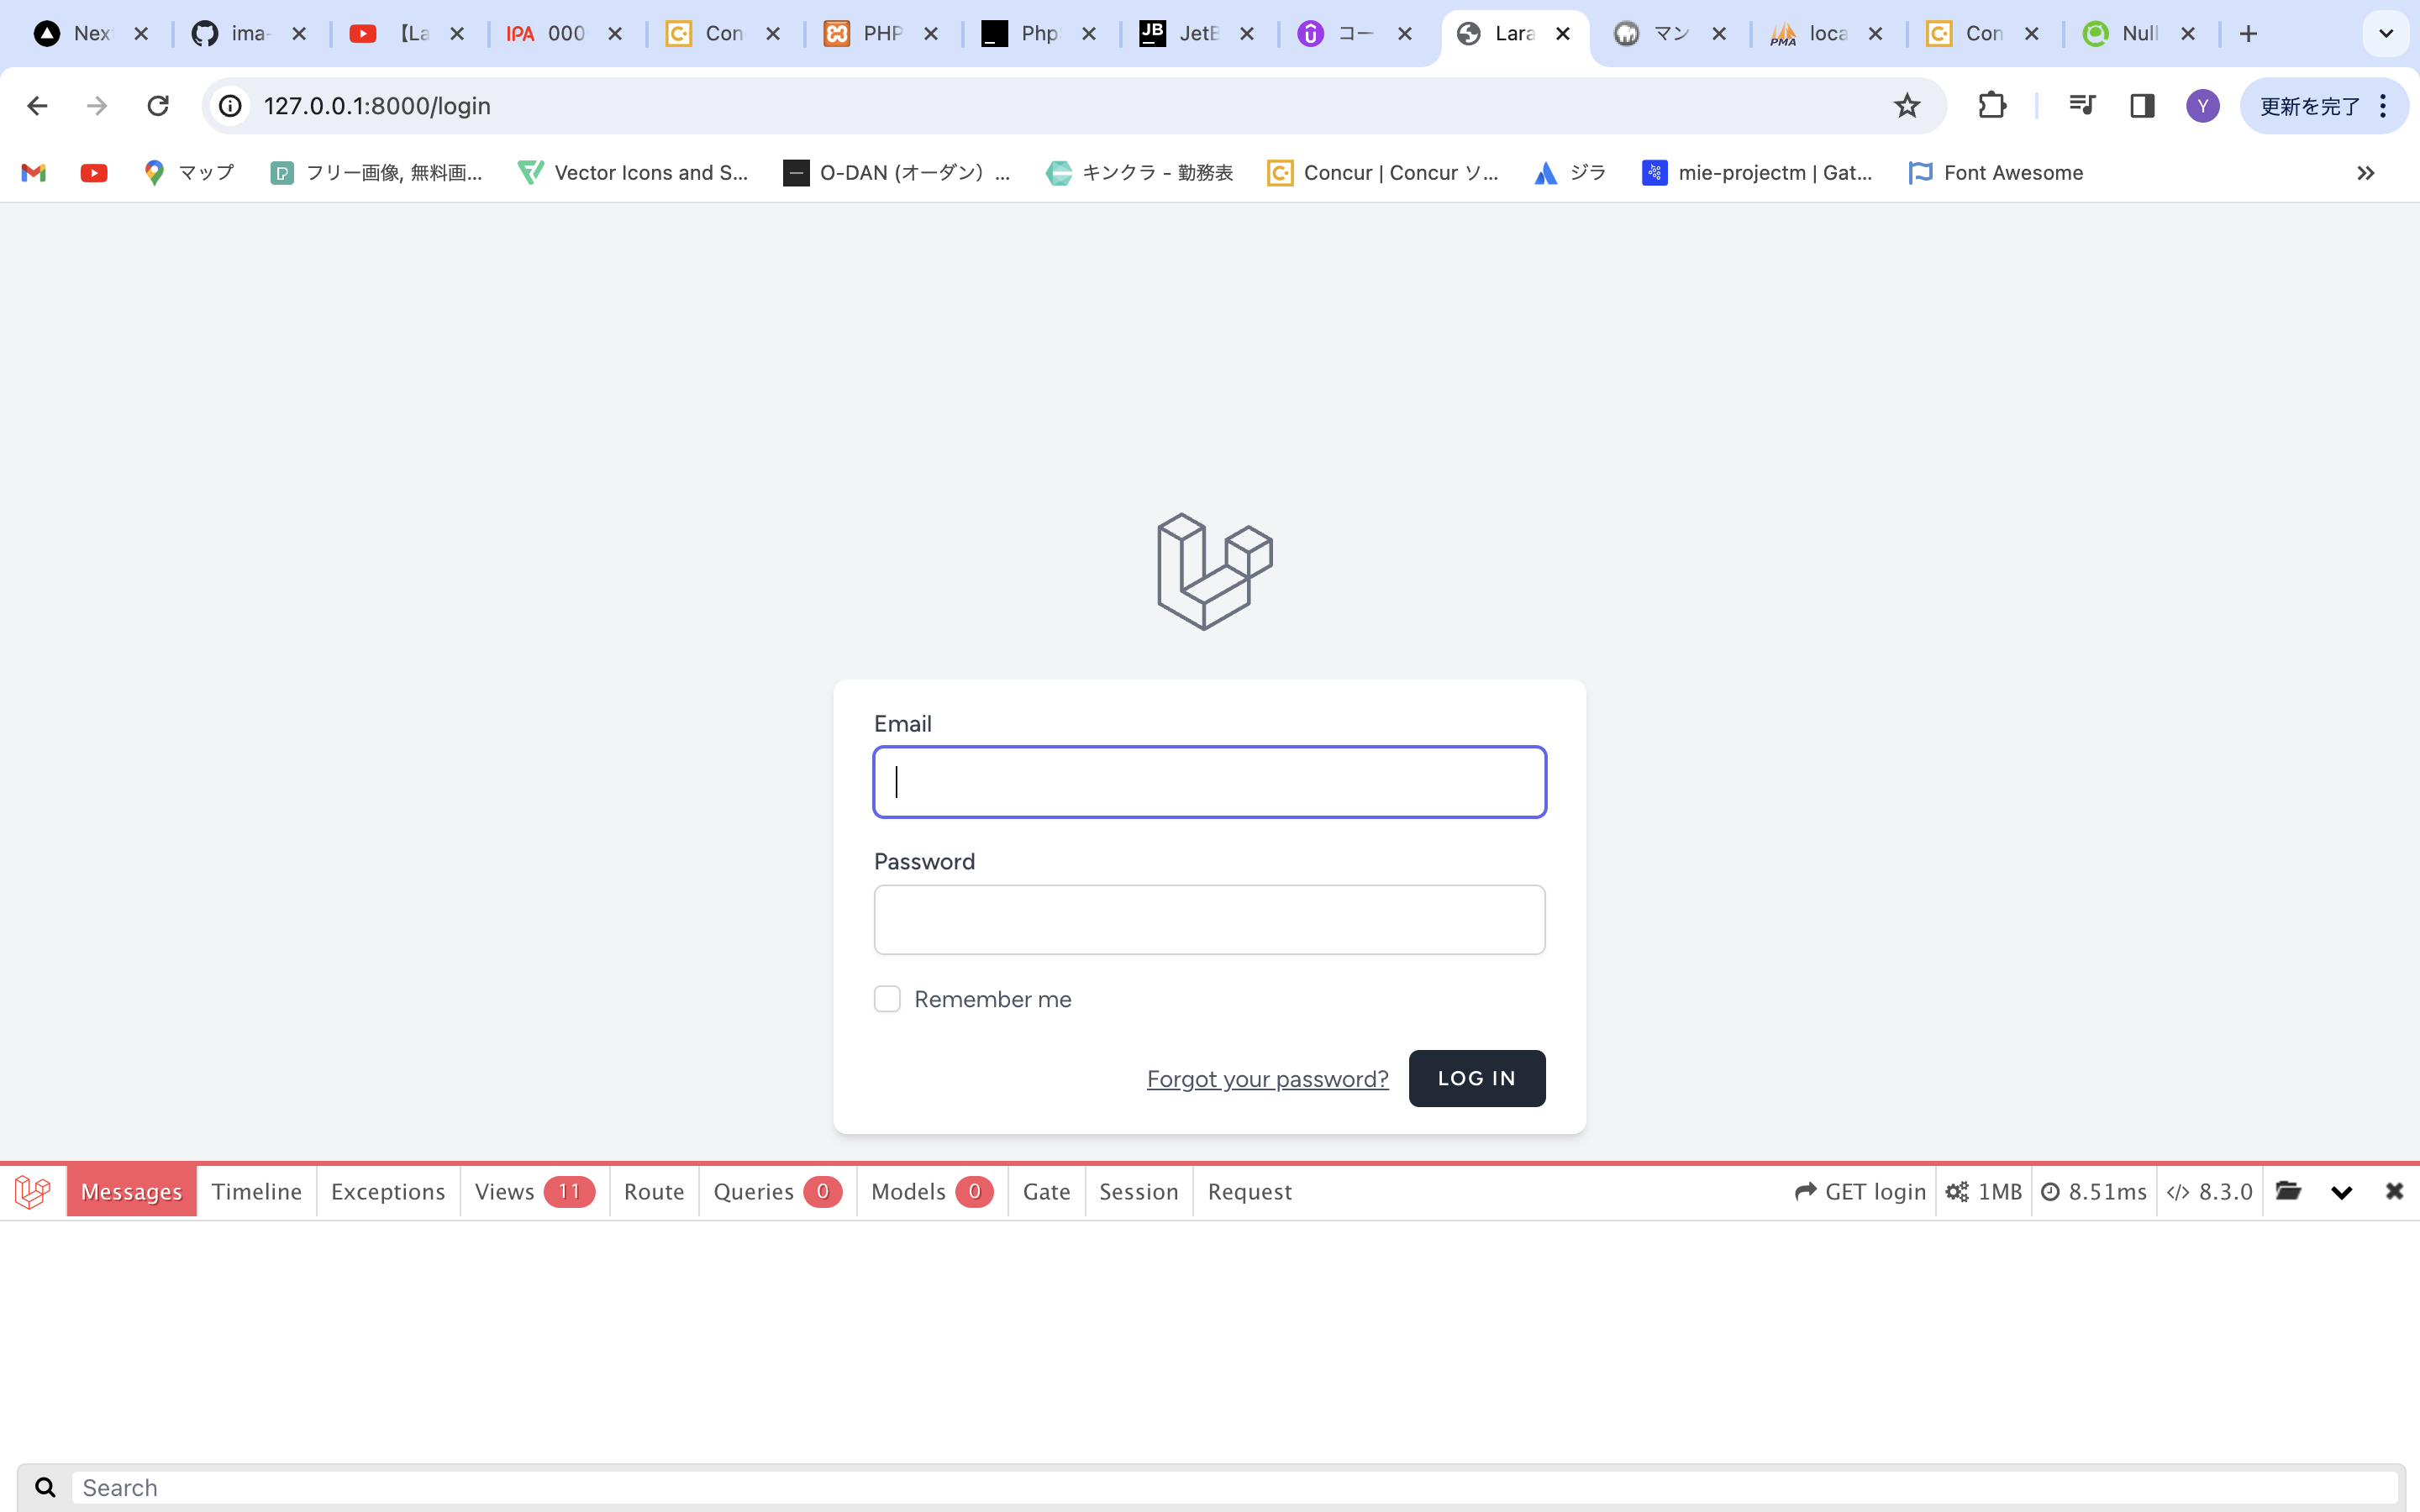 Nex
ima-
【La
IPA 000
Con
PHP
Php
JB JetB
コー
Lara
マン
PMA loca
Con
Null
127.0.0.1:8000/login
Y
更新を完了
マップ
フリー画像, 無料画...
Vector Icons and S...
O-DAN (オーダン) ...
キンクラ - 勤務表
Concur | Concur ソ...
ジラ
mie-projectm | Gat...
Font Awesome
Email
Password
Remember me
Forgot your password?
LOG IN
Messages Timeline Exceptions Views 11 Route Queries 0 Models 0 Gate Session Request GET login 1MB 8.51ms 8.3.0
Search